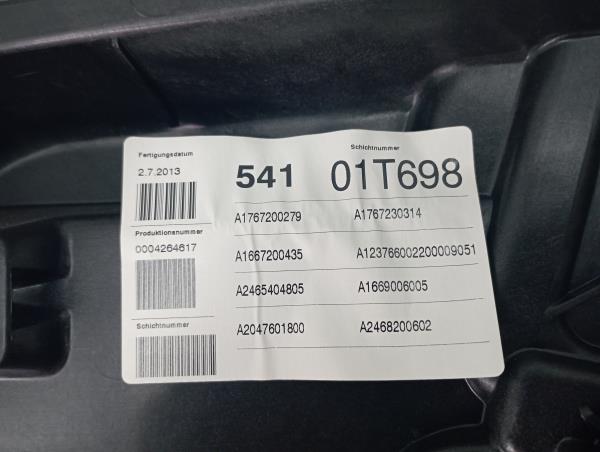 Fertigungsdatum
2.7.2013
Produktionsnummer
0004264617
Schichtnummer
541
Schichtnummer
01T698
A1767200279 A1767230314
A1667200435 A123766002200009051
A2465404805 A1669006005
A2047601800 A2468200602